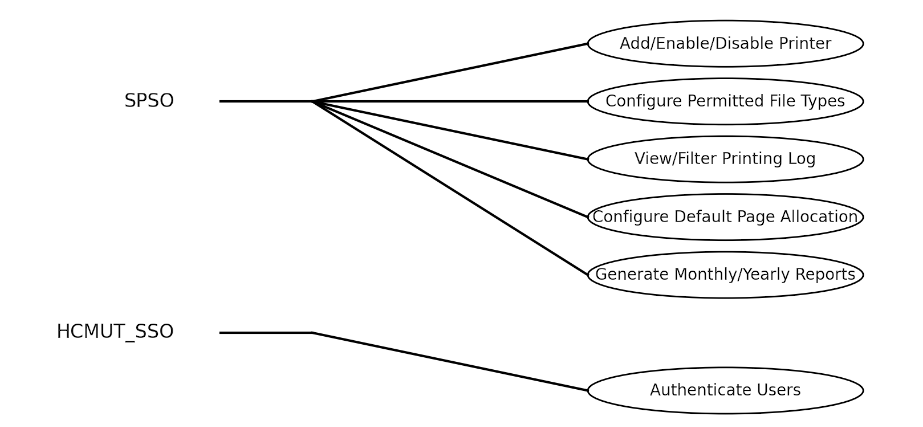 Add/Enable/Disable Printer
SPSO
Configure Permitted File Types
View/Filter Printing Log
Configure Default Page Allocation
Generate Monthly/Yearly Reports
HCMUT_SSO
Authenticate Users